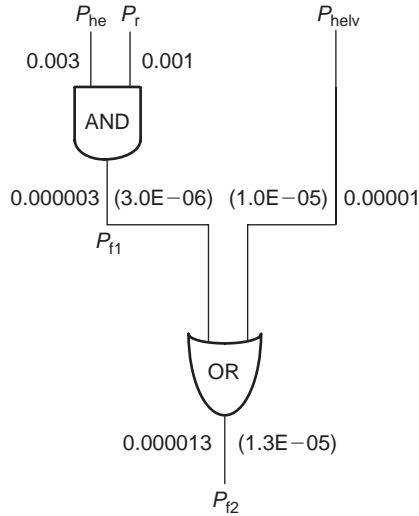 P_he P_r P_helv
0.003 0.001
AND
0.000003 (3.0E−06) (1.0E−05) 0.00001
P_f1
OR
0.000013 (1.3E−05)
P_f2